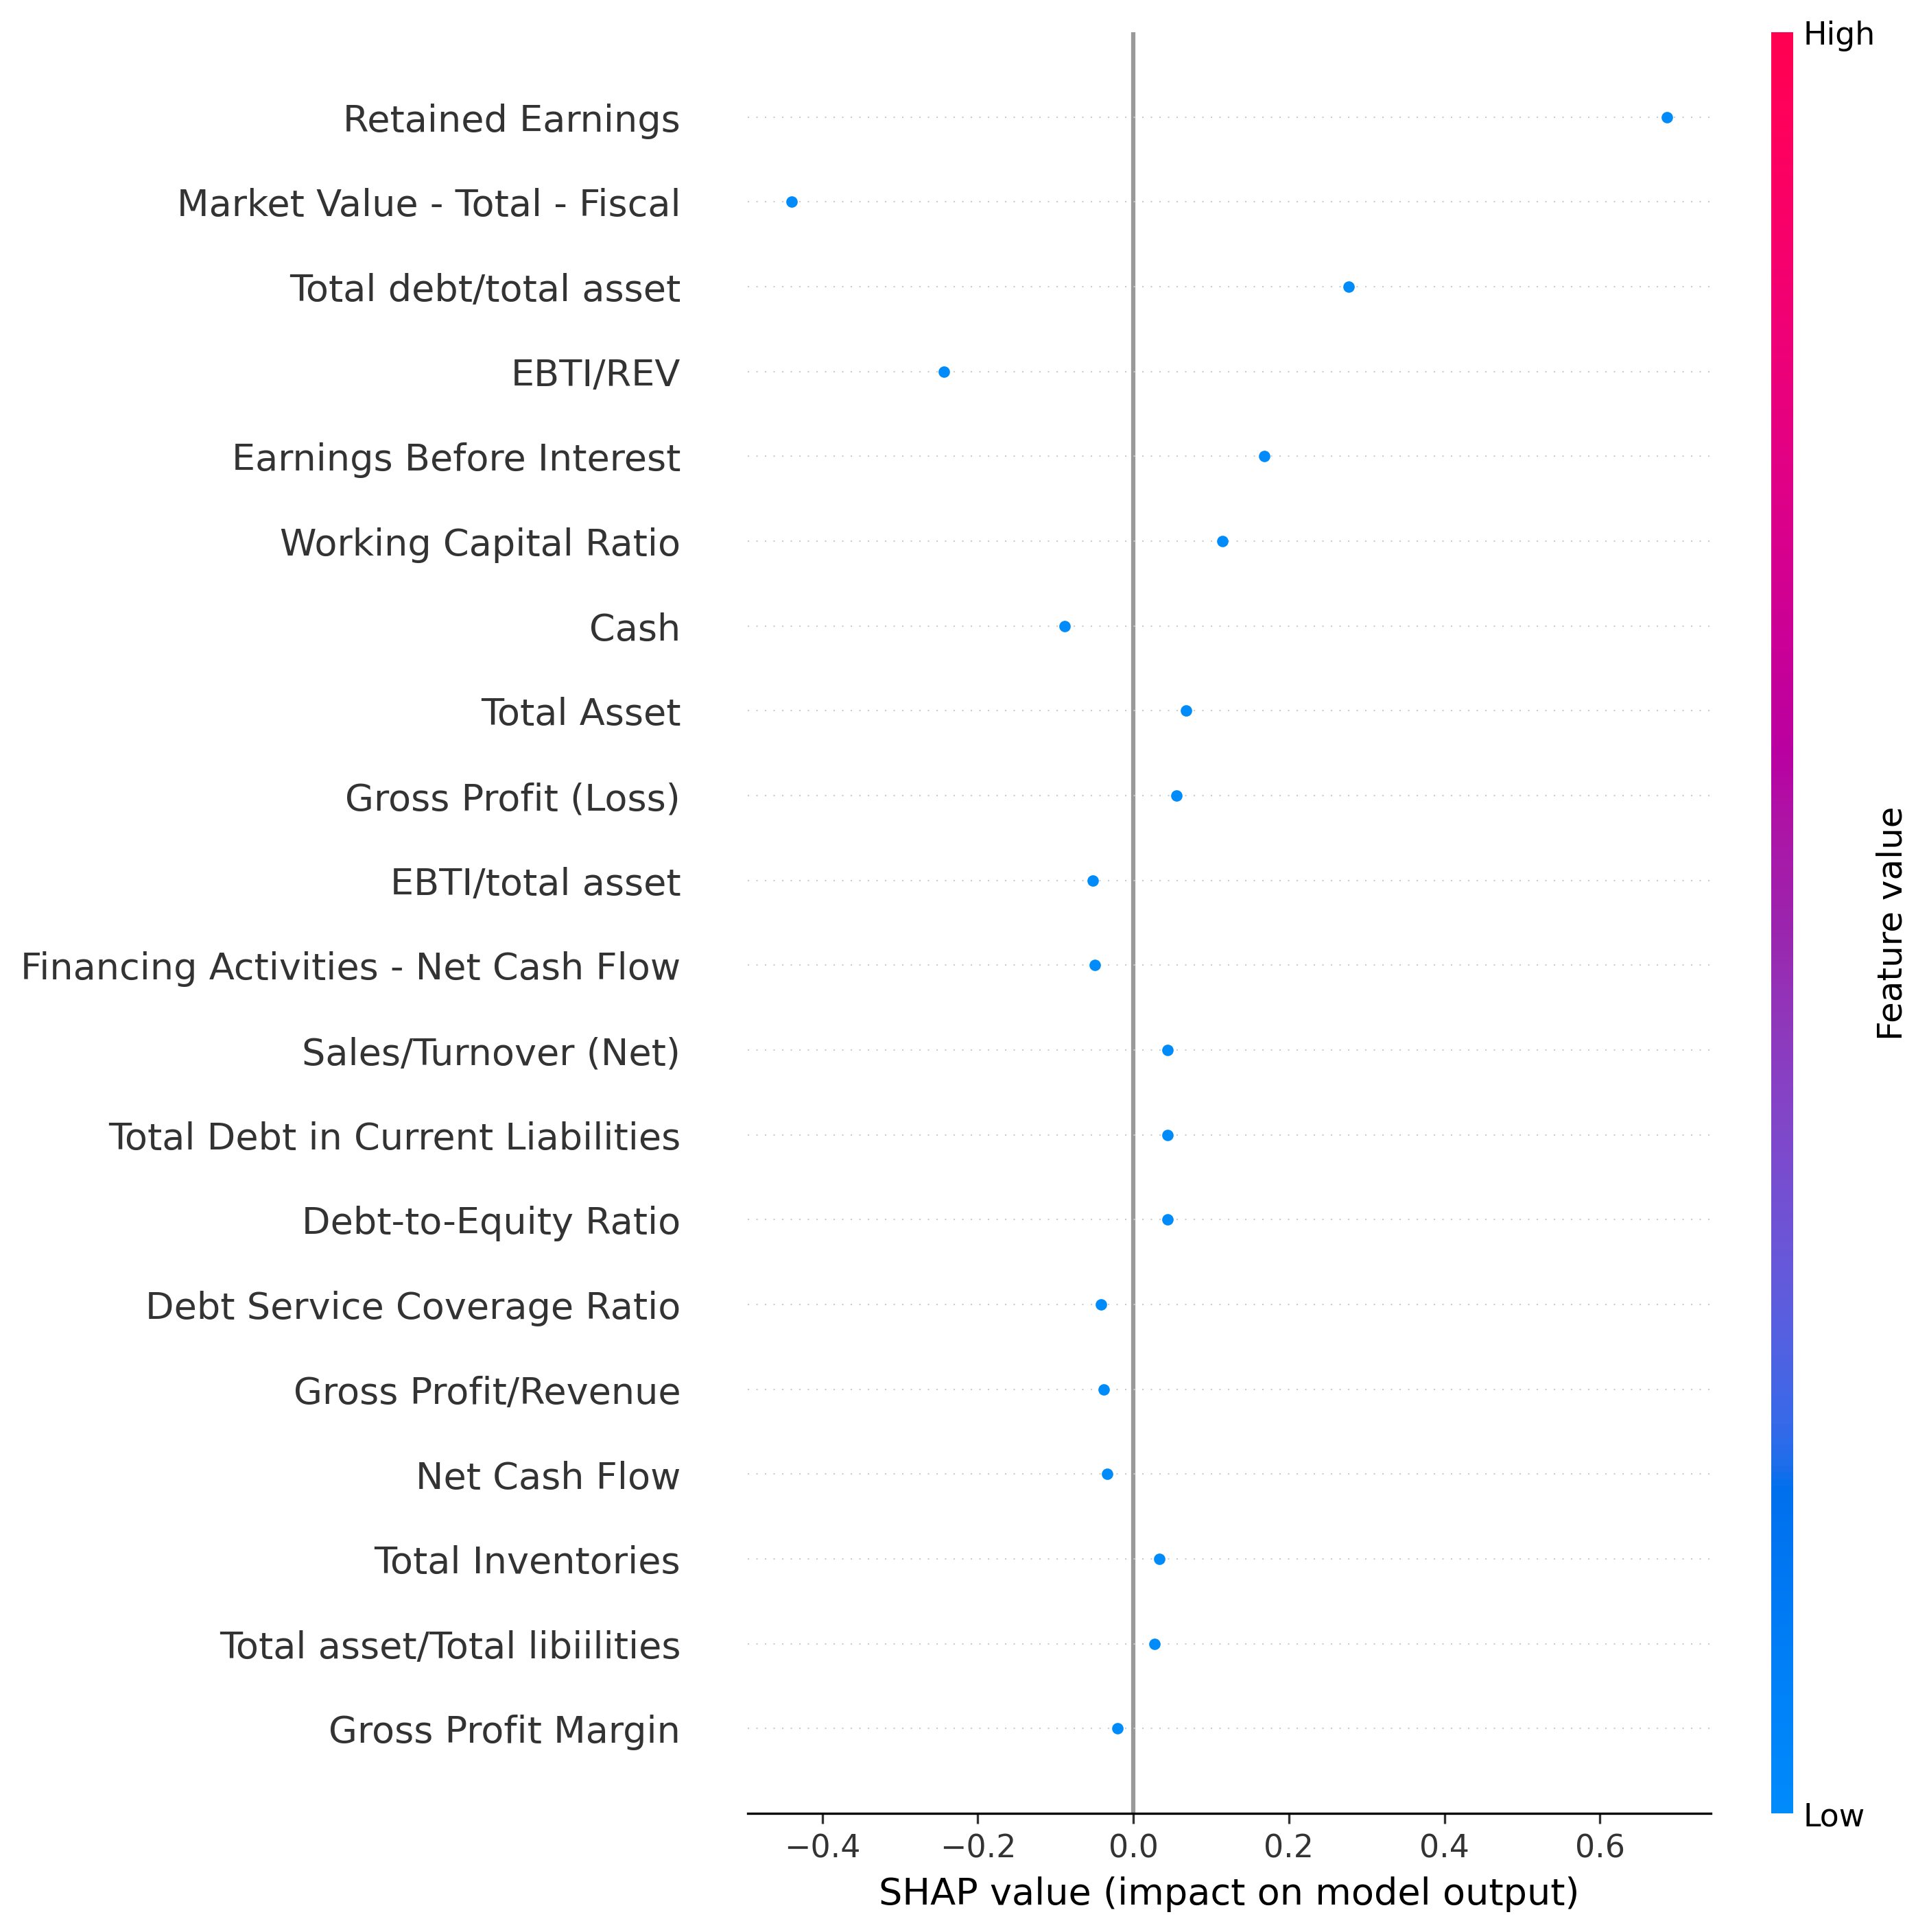 High
Retained Earnings
Market Value - Total - Fiscal
Total debt/total asset
EBTI/REV
Earnings Before Interest
Working Capital Ratio
Cash
Total Asset
Gross Profit (Loss)
EBTI/total asset
Financing Activities - Net Cash Flow
Sales/Turnover (Net)
Total Debt in Current Liabilities
Debt-to-Equity Ratio
Debt Service Coverage Ratio
Gross Profit/Revenue
Net Cash Flow
Total Inventories
Total asset/Total libiilities
Gross Profit Margin
Feature value
Low
−0.4 −0.2 0.0 0.2 0.4 0.6
SHAP value (impact on model output)